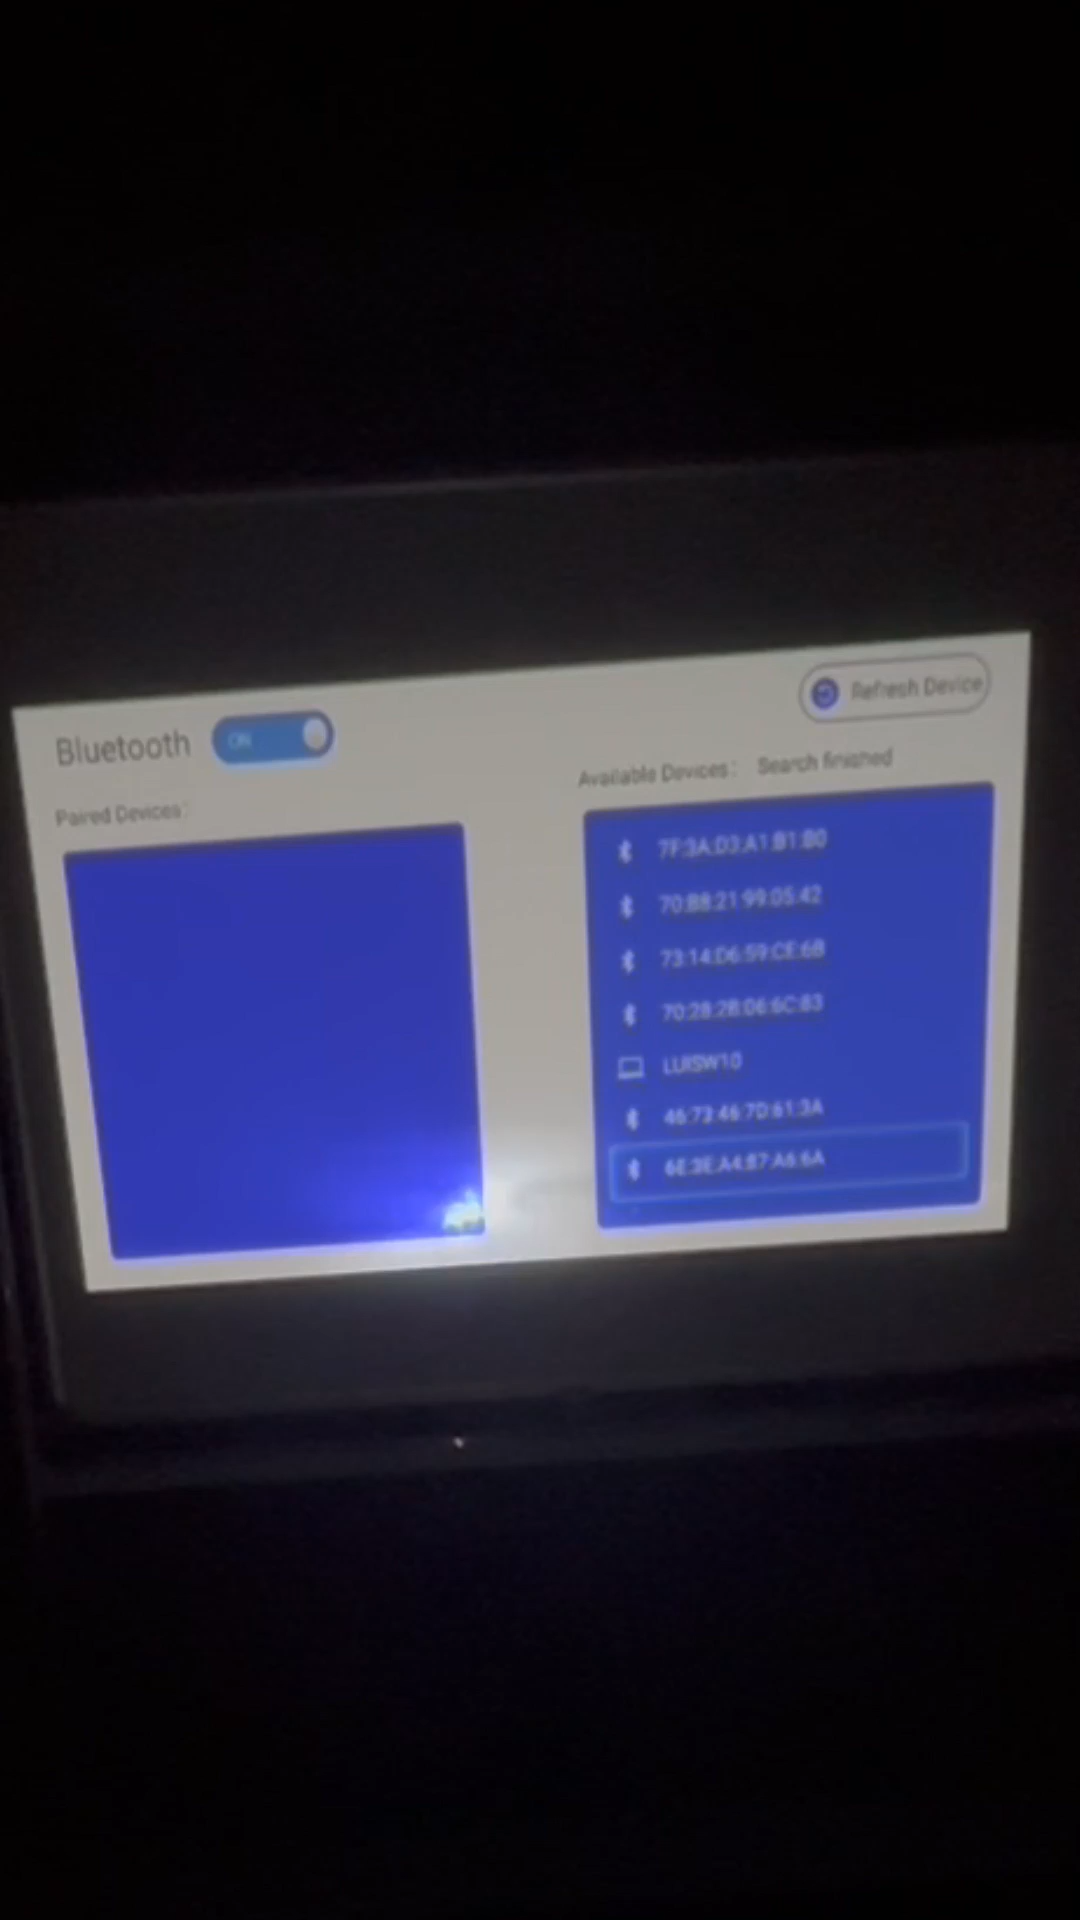 Bluetooth
ON
Refresh Device
Paired Devices:
Available Devices: Search finished
7F:3A:D3:A1:B1:B0
70:B8:21:99:05:42
73:14:D6:59:CE:6B
70:28:2B:06:6C:83
LUISW10
46:73:46:7D:61:3A
6E:3E:A4:87:A6:6A